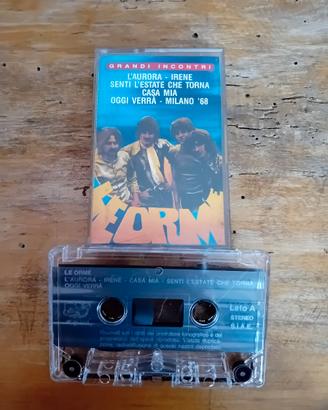 GRANDI INCONTRI
L'AURORA - IRENE
SENTI L'ESTATE CHE TORNA
CASA MIA
OGGI VERRÀ - MILANO '68
LE ORME
LE ORME
L'AURORA - IRENE - CASA MIA - SENTI L'ESTATE CHE TORNA
OGGI VERRÀ
Lato A
STEREO
S.I.A.E.